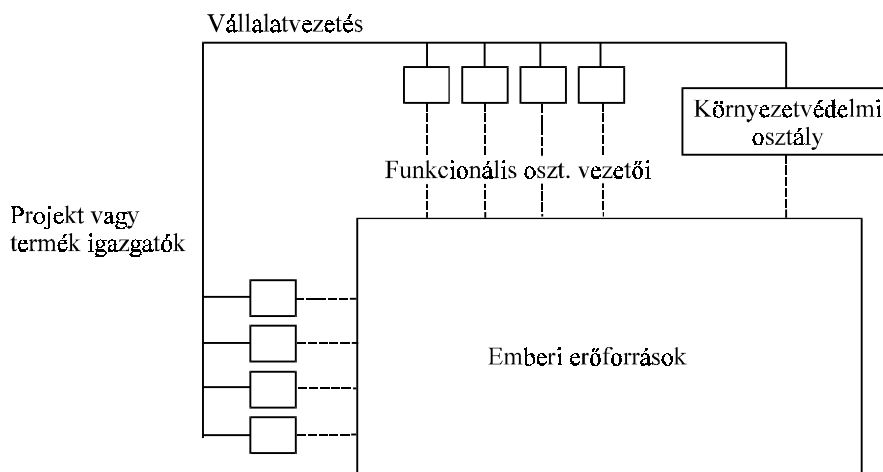 Vállalatvezetés
Környezetvédelmi
osztály
Funkcionális oszt. vezetői
Projekt vagy
termék igazgatók
Emberi erőforrások